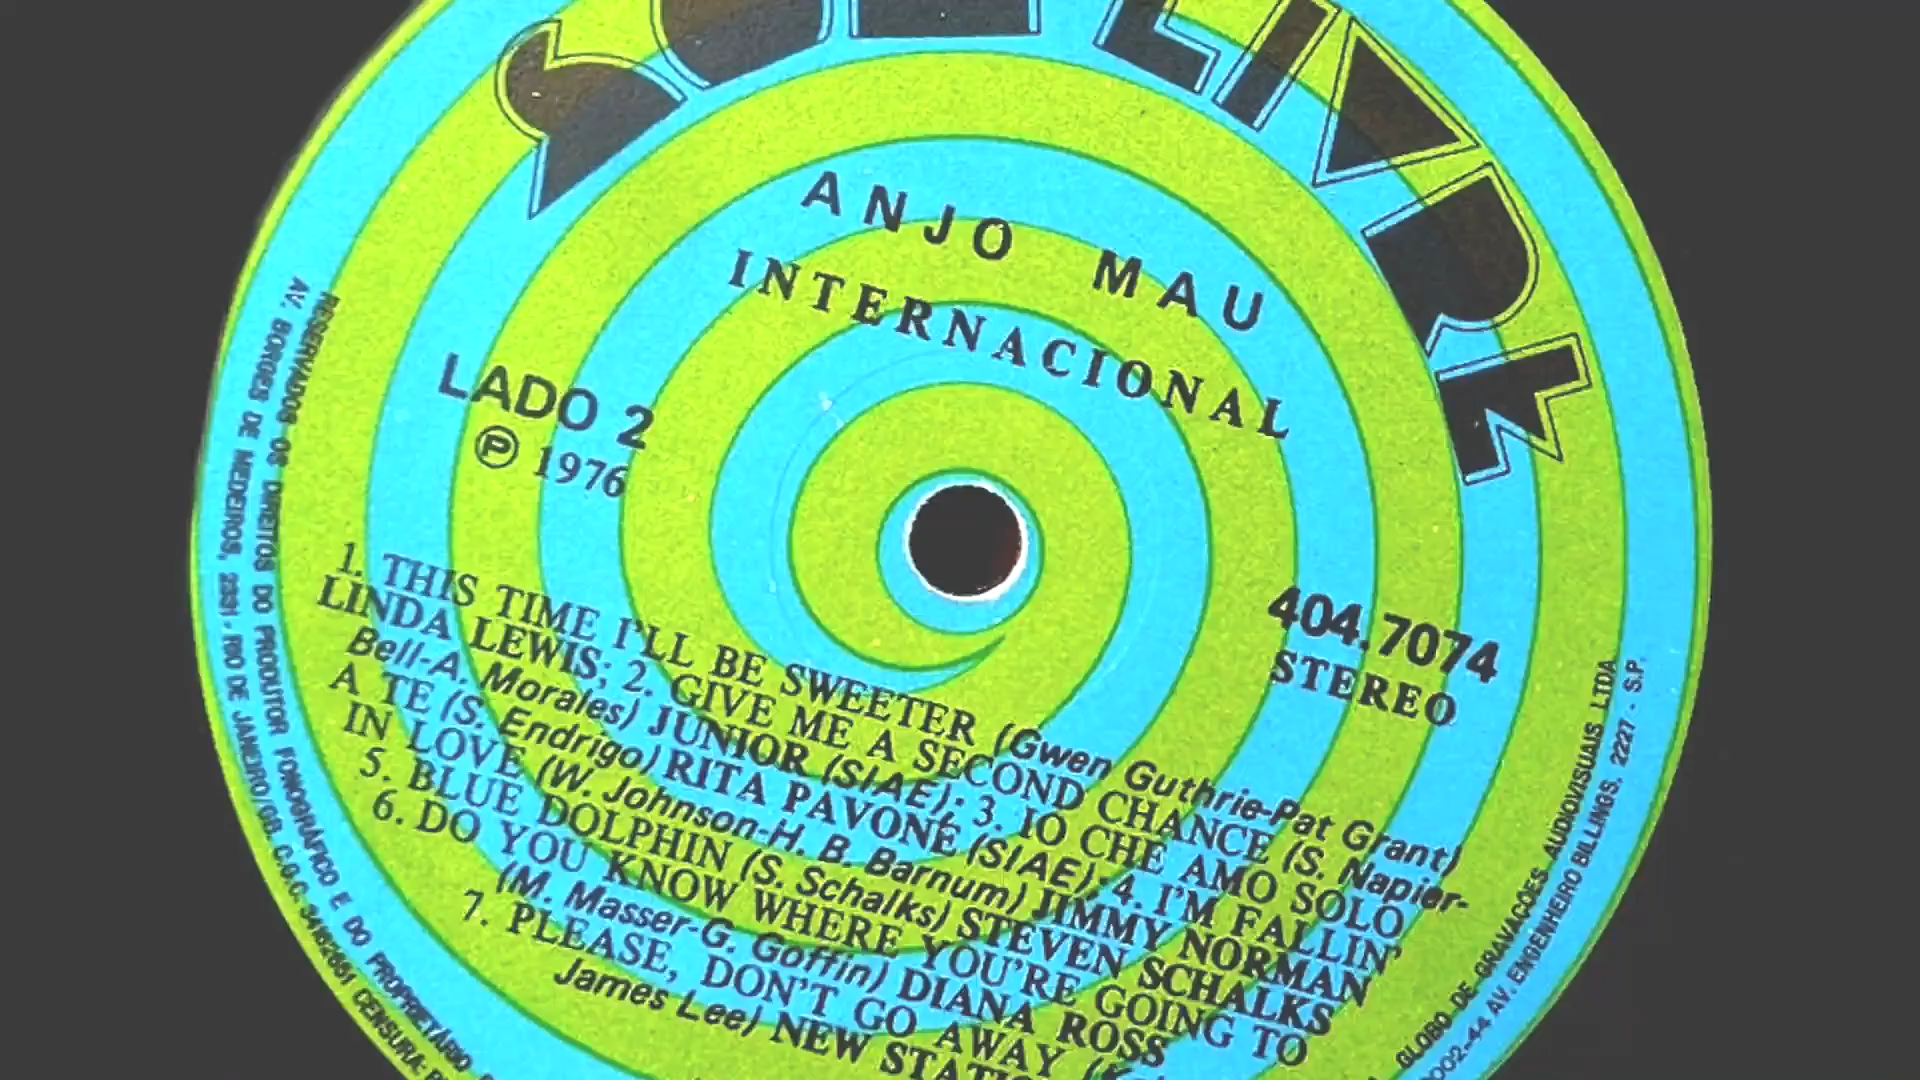 SOM LIVRE
ANJO MAU
INTERNACIONAL
LADO 2
Ⓟ 1976
404.7074
STEREO
1. THIS TIME I'LL BE SWEETER (Gwen Guthrie-Pat Grant)
LINDA LEWIS; 2. GIVE ME A SECOND CHANCE (S. Napier-
Bell-A. Morales) JUNIOR (SIAE); 3. IO CHE AMO SOLO
A TE (S. Endrigo) RITA PAVONE (SIAE); 4. I'M FALLIN'
IN LOVE (W. Johnson-H. B. Barnum) JIMMY NORMAN
5. BLUE DOLPHIN (S. Schalks) STEVEN SCHALKS
6. DO YOU KNOW WHERE YOU'RE GOING TO
(M. Masser-G. Goffin) DIANA ROSS
7. PLEASE, DON'T GO AWAY
James Lee) NEW
RESERVADOS OS DIREITOS DO PRODUTOR FONOGRÁFICO E DO PROPRIETÁRIO
AV. BORGES DE MEDEIROS, 2331, RIO DE JANEIRO/GB. C.G.C. CENSURA:
GLOBO DE GRAVAÇÕES AUDIOVISUAIS LTDA
AV. ENGENHEIRO BILLINGS. 2227 - S.P.